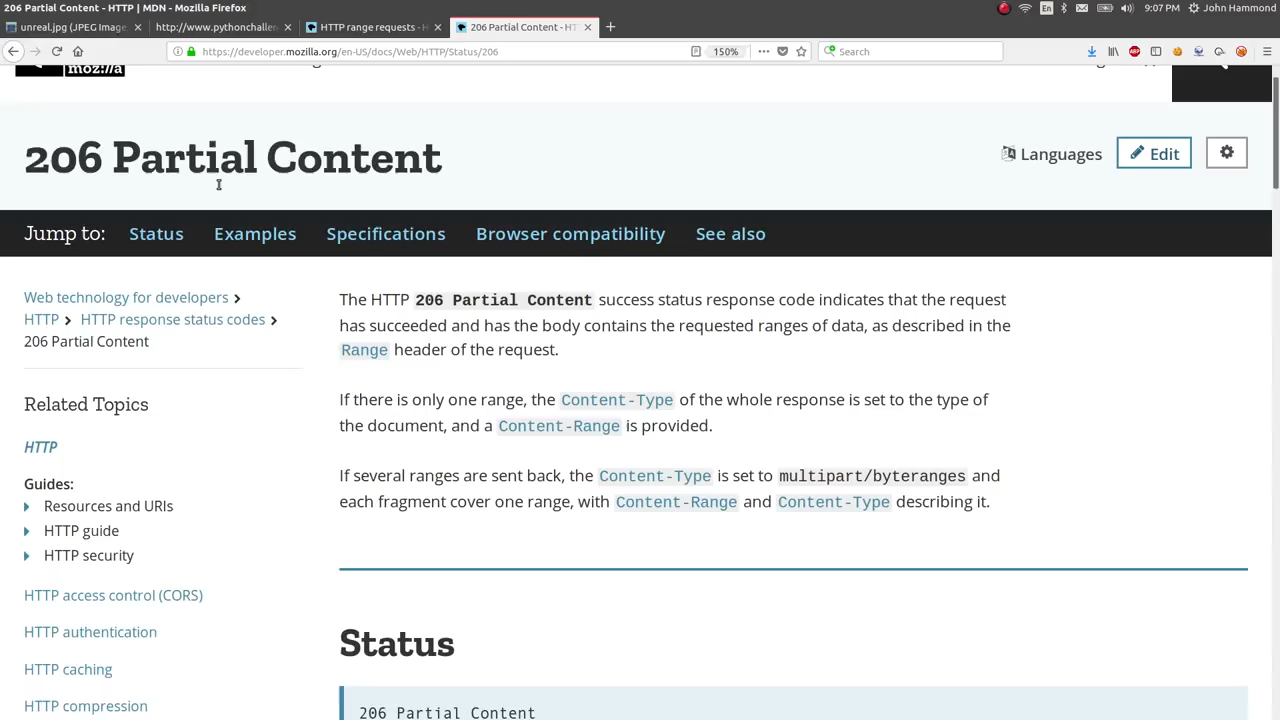 206 Partial Content - HTTP | MDN - Mozilla Firefox
En
9:07 PM
John Hammond
unreal.jpg (JPEG Image,
http://www.pythonchallen
HTTP range requests - H
206 Partial Content - HT
https://developer.mozilla.org/en-US/docs/Web/HTTP/Status/206
150%
Search
ABP
moz://a
206 Partial Content
Languages
Edit
Jump to:
Status
Examples
Specifications
Browser compatibility
See also
Web technology for developers
HTTP
HTTP response status codes
206 Partial Content
Related Topics
HTTP
Guides:
Resources and URIs
HTTP guide
HTTP security
HTTP access control (CORS)
HTTP authentication
HTTP caching
HTTP compression
The HTTP 206 Partial Content success status response code indicates that the request
has succeeded and has the body contains the requested ranges of data, as described in the
Range header of the request.
If there is only one range, the Content-Type of the whole response is set to the type of
the document, and a Content-Range is provided.
If several ranges are sent back, the Content-Type is set to multipart/byteranges and
each fragment cover one range, with Content-Range and Content-Type describing it.
Status
206 Partial Content